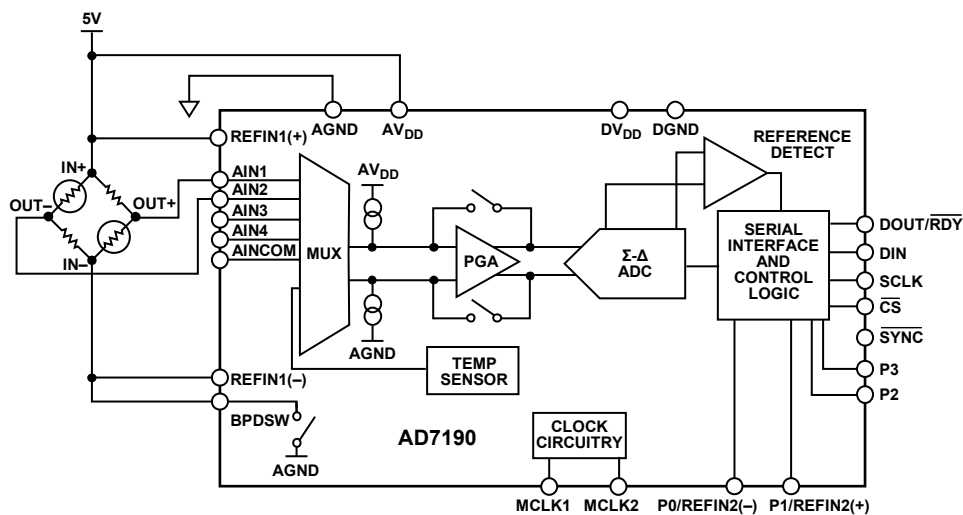 5V
AGND
AVDD
DVDD
DGND
REFIN1(+)
REFERENCE
DETECT
IN+
AIN1
AVDD
OUT–
OUT+
AIN2
AIN3
AIN4
AINCOM
MUX
PGA
Σ-Δ
ADC
SERIAL
INTERFACE
AND
CONTROL
LOGIC
DOUT/RDY
DIN
SCLK
CS
SYNC
P3
P2
IN–
AGND
TEMP
SENSOR
REFIN1(–)
BPDSW
AGND
AD7190
CLOCK
CIRCUITRY
MCLK1
MCLK2
P0/REFIN2(–)
P1/REFIN2(+)